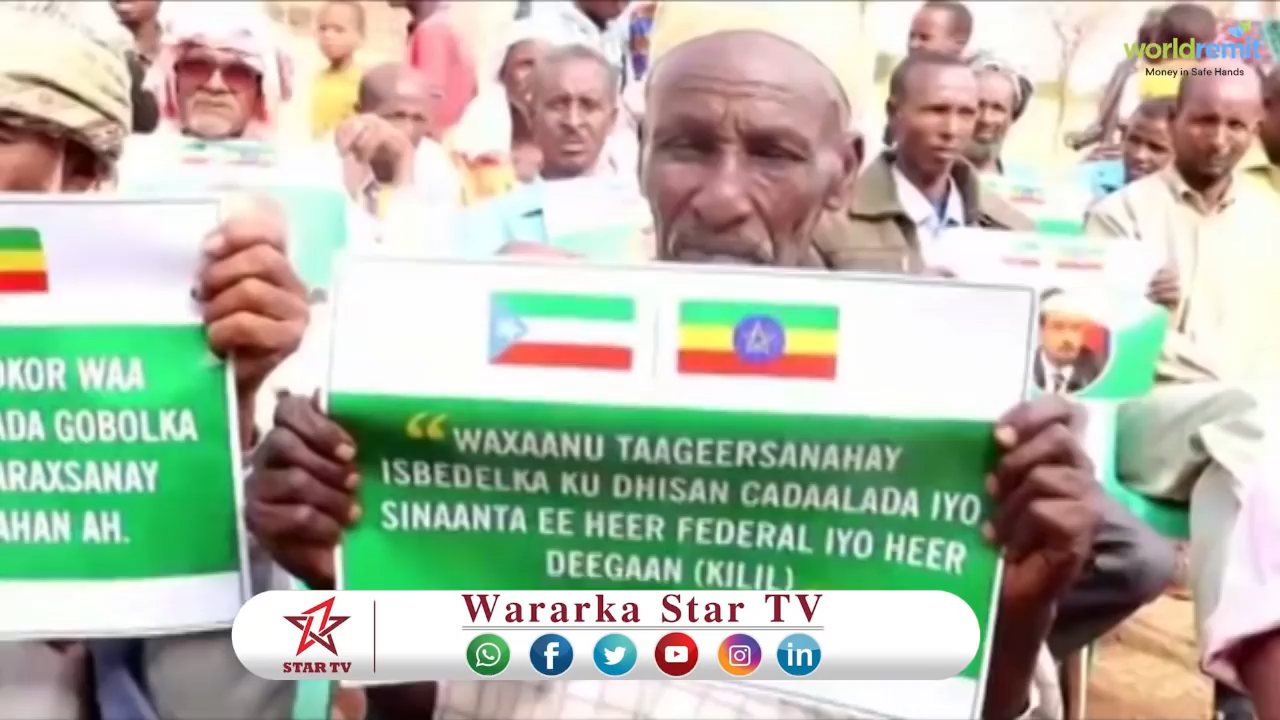 worldremit
Money in Safe Hands
OKOR WAA
ADA GOBOLKA
ARAXSANAY
AHAN AH.
“ WAXAANU TAAGEERSANAHAY
ISBEDELKA KU DHISAN CADAALADA IYO
SINAANTA EE HEER FEDERAL IYO HEER
DEEGAAN (KILIL)
STAR TV
Wararka Star TV